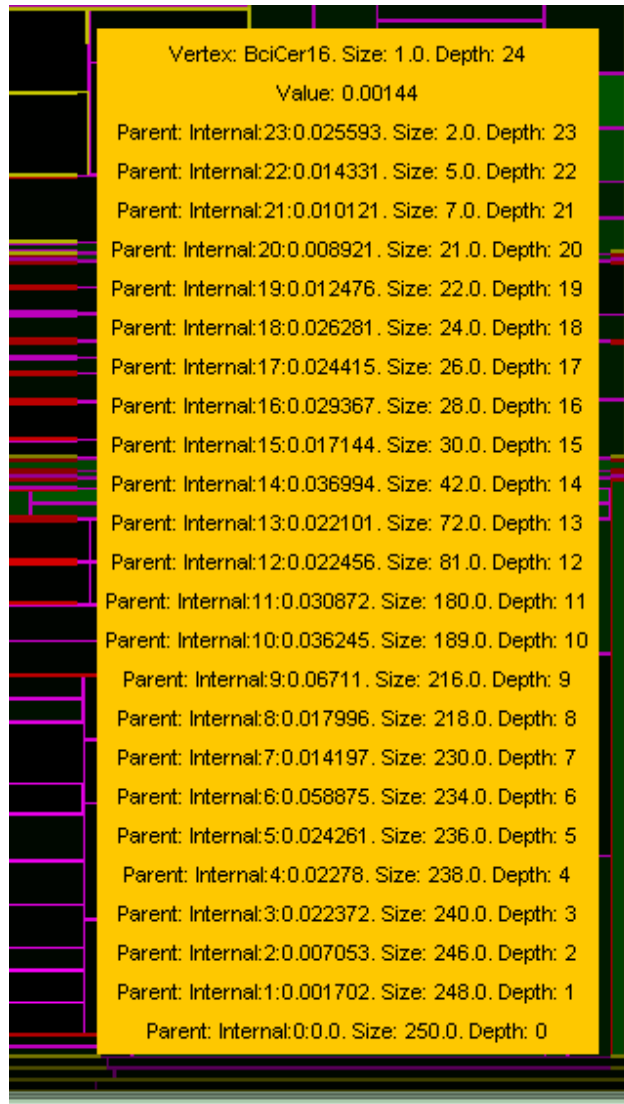 Vertex: BciCer16. Size: 1.0. Depth: 24
Value: 0.00144
Parent: Internal:23:0.025593. Size: 2.0. Depth: 23
Parent: Internal:22:0.014331. Size: 5.0. Depth: 22
Parent: Internal:21:0.010121. Size: 7.0. Depth: 21
Parent: Internal:20:0.008921. Size: 21.0. Depth: 20
Parent: Internal:19:0.012476. Size: 22.0. Depth: 19
Parent: Internal:18:0.026281. Size: 24.0. Depth: 18
Parent: Internal:17:0.024415. Size: 26.0. Depth: 17
Parent: Internal:16:0.029367. Size: 28.0. Depth: 16
Parent: Internal:15:0.017144. Size: 30.0. Depth: 15
Parent: Internal:14:0.036994. Size: 42.0. Depth: 14
Parent: Internal:13:0.022101. Size: 72.0. Depth: 13
Parent: Internal:12:0.022456. Size: 81.0. Depth: 12
Parent: Internal:11:0.030872. Size: 180.0. Depth: 11
Parent: Internal:10:0.036245. Size: 189.0. Depth: 10
Parent: Internal:9:0.06711. Size: 216.0. Depth: 9
Parent: Internal:8:0.017996. Size: 218.0. Depth: 8
Parent: Internal:7:0.014197. Size: 230.0. Depth: 7
Parent: Internal:6:0.058875. Size: 234.0. Depth: 6
Parent: Internal:5:0.024261. Size: 236.0. Depth: 5
Parent: Internal:4:0.02278. Size: 238.0. Depth: 4
Parent: Internal:3:0.022372. Size: 240.0. Depth: 3
Parent: Internal:2:0.007053. Size: 246.0. Depth: 2
Parent: Internal:1:0.001702. Size: 248.0. Depth: 1
Parent: Internal:0:0.0. Size: 250.0. Depth: 0